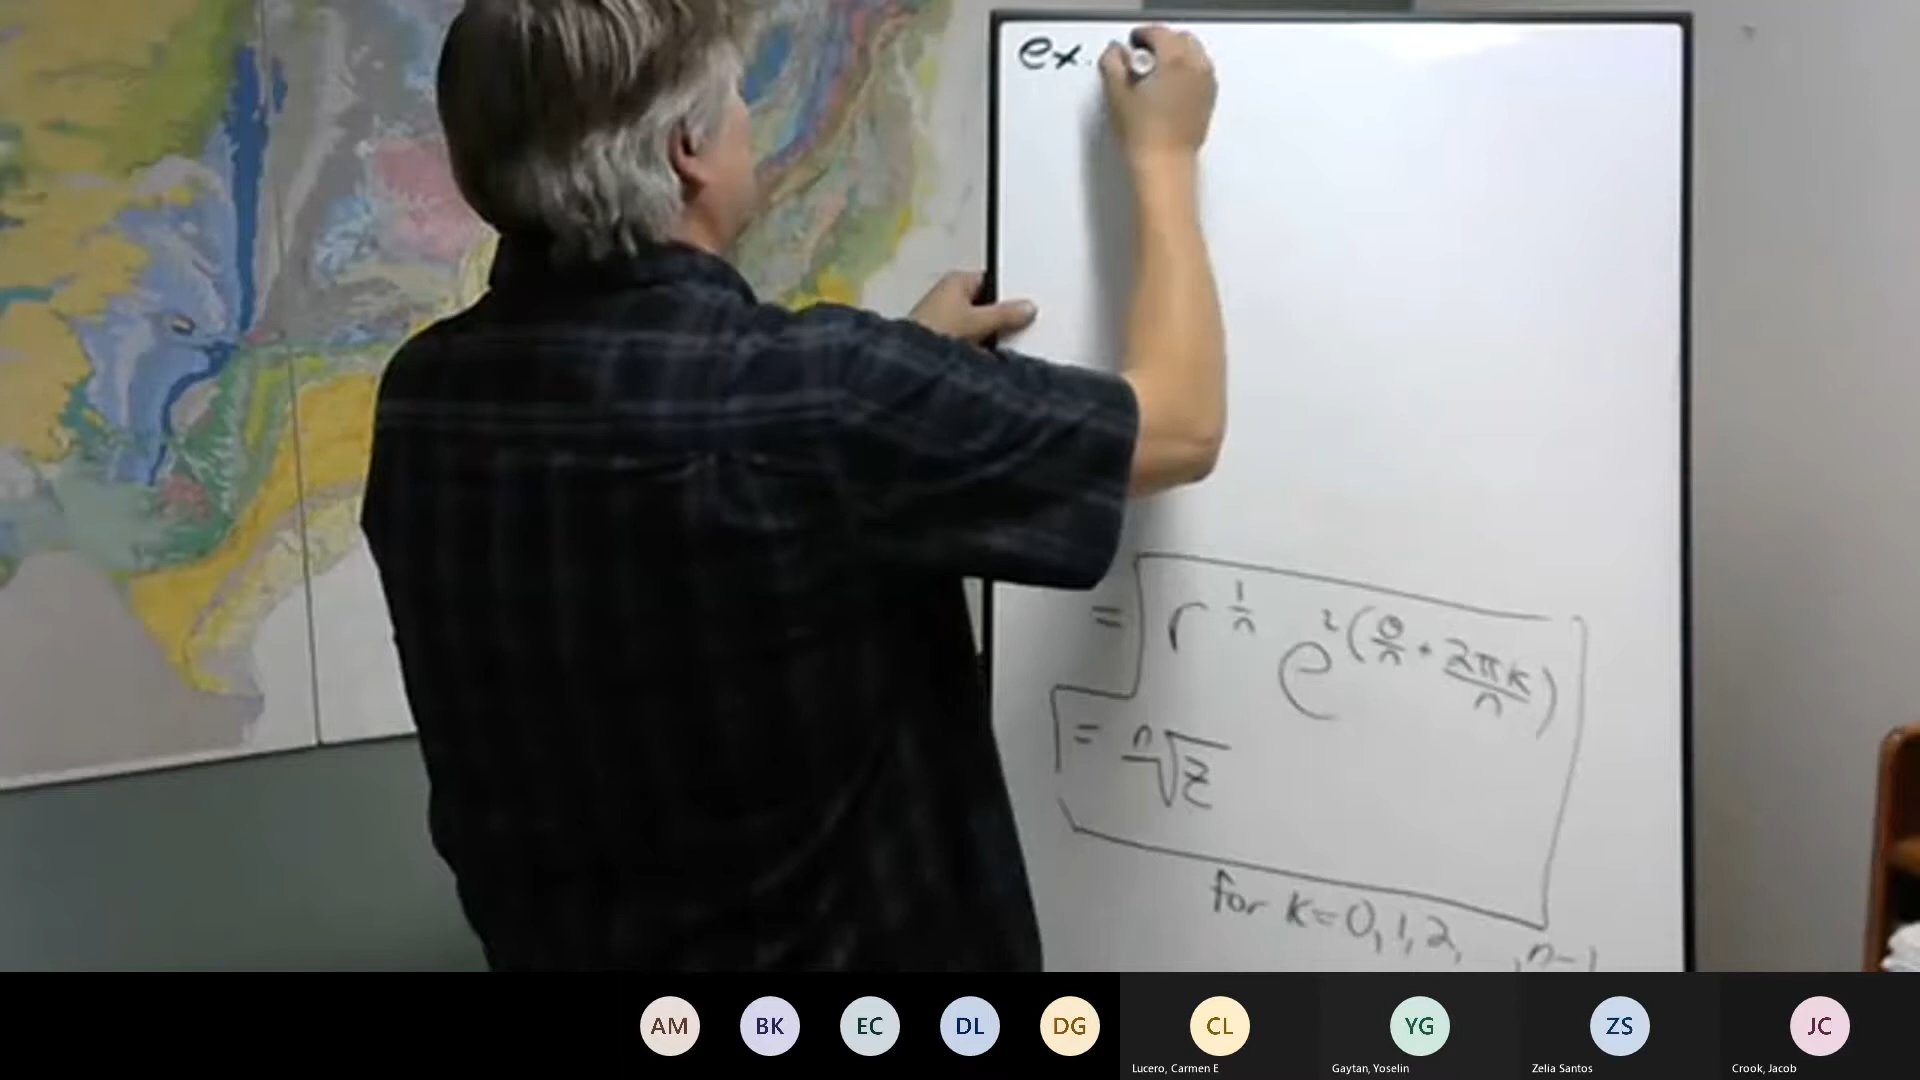 ex.
= r^{1/n} e^{i(θ/n + 2πk/n)}
= ⁿ√z
for k=0,1,2, ..., n-1
AM BK EC DL DG CL YG ZS JC
Lucero, Carmen E Gaytan, Yoselin Zelia Santos Crook, Jacob